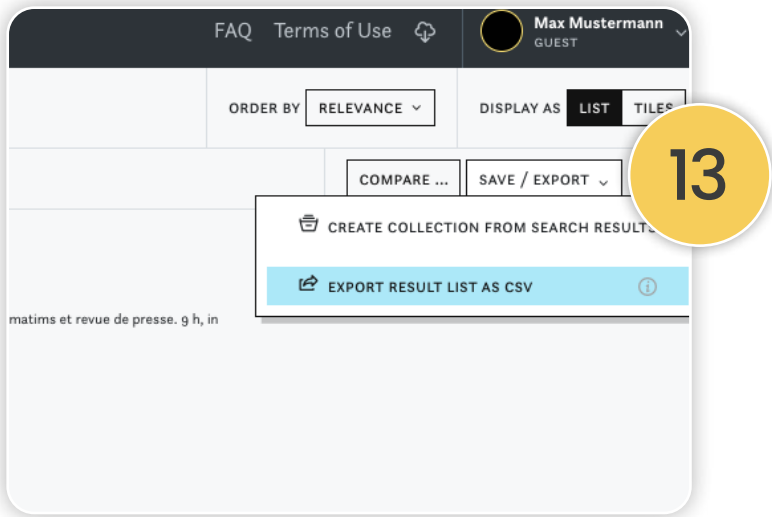 FAQ Terms of Use Max Mustermann
GUEST
ORDER BY RELEVANCE DISPLAY AS LIST TILES
13
COMPARE ... SAVE / EXPORT
CREATE COLLECTION FROM SEARCH RESULTS
EXPORT RESULT LIST AS CSV
matims et revue de presse. 9 h, in